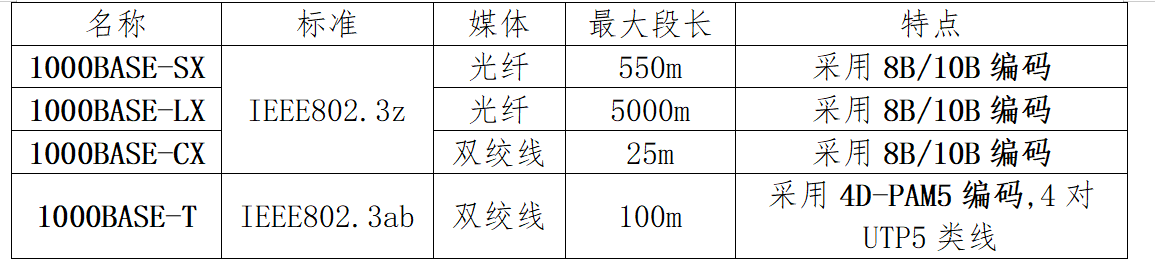 名称 标准 媒体 最大段长 特点
1000BASE-SX IEEE802.3z 光纤 550m 采用 8B/10B 编码
1000BASE-LX 光纤 5000m 采用 8B/10B 编码
1000BASE-CX 双绞线 25m 采用 8B/10B 编码
1000BASE-T IEEE802.3ab 双绞线 100m 采用 4D-PAM5 编码,4 对
UTP5 类线